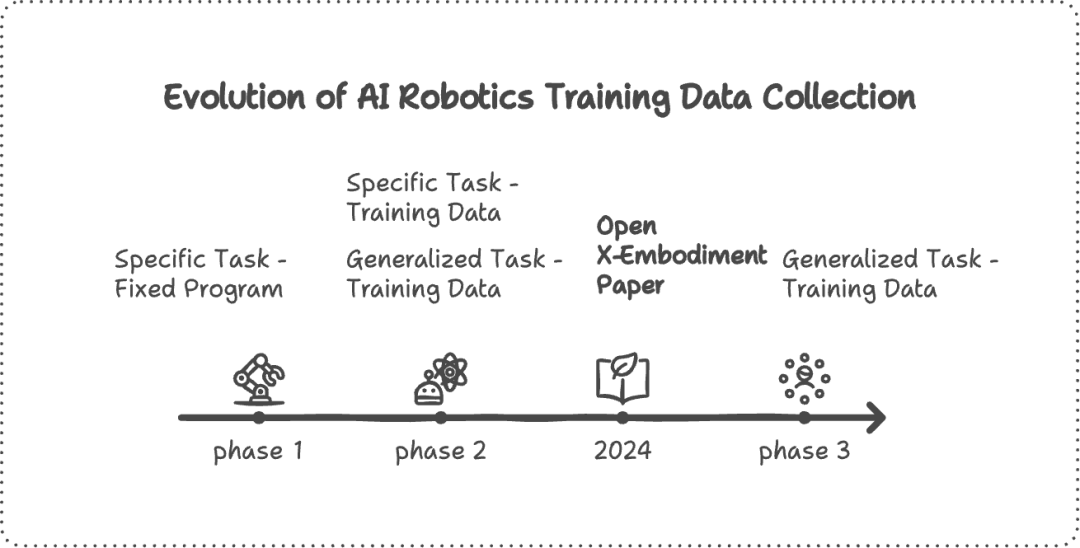 Evolution of AI Robotics Training Data Collection
Specific Task -
Fixed Program
Specific Task -
Training Data
Generalized Task -
Training Data
Open
X-Embodiment
Paper
Generalized Task -
Training Data
phase 1
phase 2
2024
phase 3